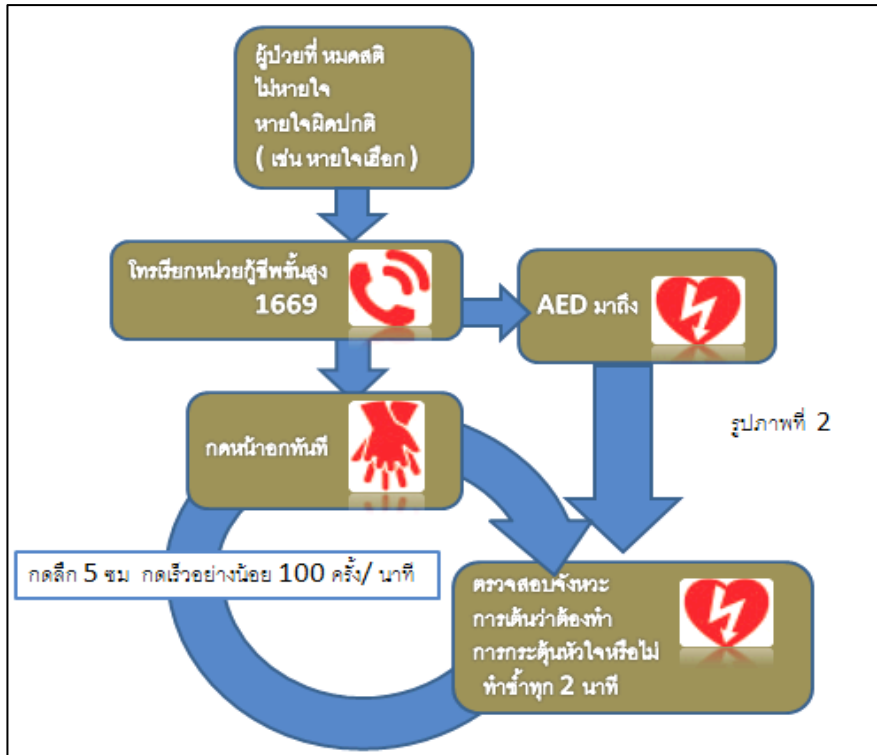 ผู้ป่วยที่ หมดสติ
ไม่หายใจ
หายใจผิดปกติ
( เช่น หายใจเฮือก )
โทรเรียกหน่วยกู้ชีพขั้นสูง
1669
AED มาถึง
กดหน้าอกทันที
รูปภาพที่ 2
กดลึก 5 ซม กดเร็วอย่างน้อย 100 ครั้ง/ นาที
ตรวจสอบจังหวะ
การเต้นว่าต้องทำ
การกระตุ้นหัวใจหรือไม่
ทำซ้ำทุก 2 นาที